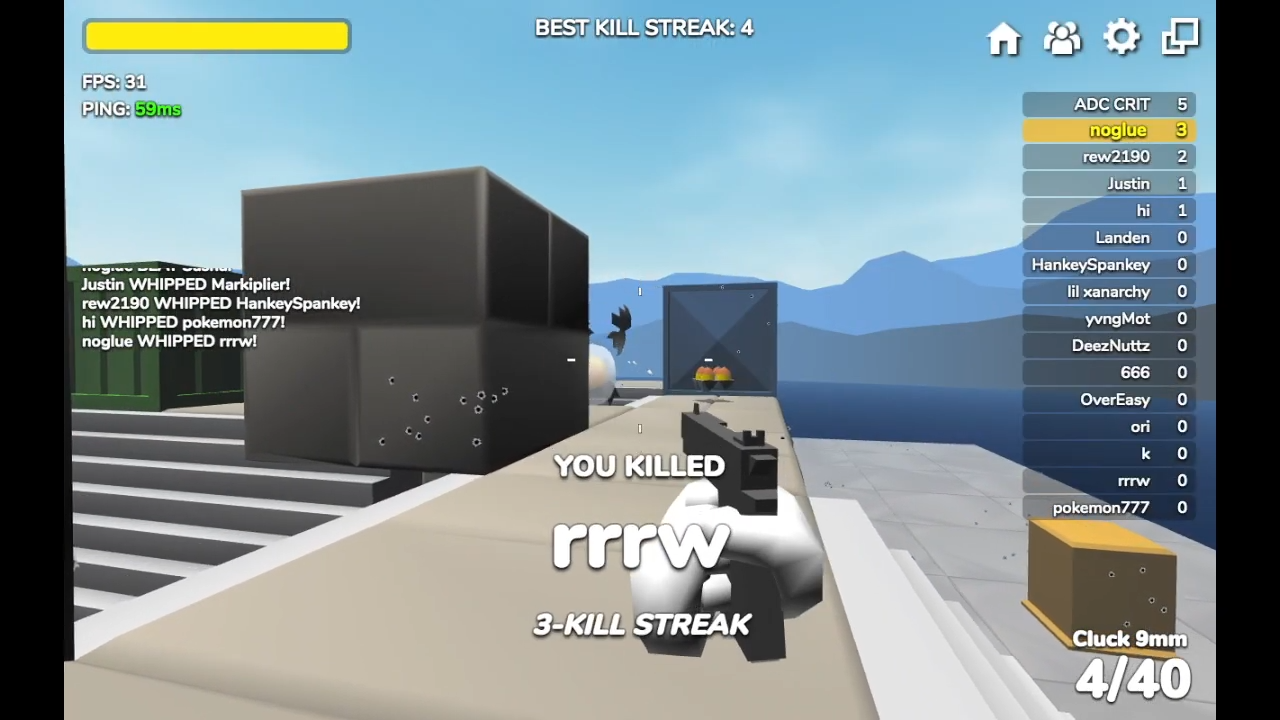 BEST KILL STREAK: 4
FPS: 31
PING: 59ms
ADC CRIT 5
noglue 3
rew2190 2
Justin 1
hi 1
Landen 0
HankeySpankey 0
lil xanarchy 0
yvngMot 0
DeezNuttz 0
666 0
OverEasy 0
ori 0
k 0
rrrw 0
pokemon777 0
noglue BEAT
Justin WHIPPED Markiplier!
rew2190 WHIPPED HankeySpankey!
hi WHIPPED pokemon777!
noglue WHIPPED rrrw!
YOU KILLED
rrrw
3-KILL STREAK
Cluck 9mm
4/40